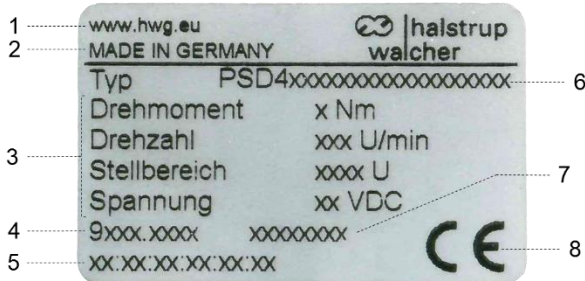 1 www.hwg.eu halstrup
2 MADE IN GERMANY walcher
Typ PSD4xxxxxxxxxxxxxxxxxxx 6
Drehmoment x Nm
Drehzahl xxx U/min
3
Stellbereich xxxx U
7
Spannung xx VDC
4 9xxx.xxxx xxxxxxxx
CE 8
5 xx:xx:xx:xx:xx:xx